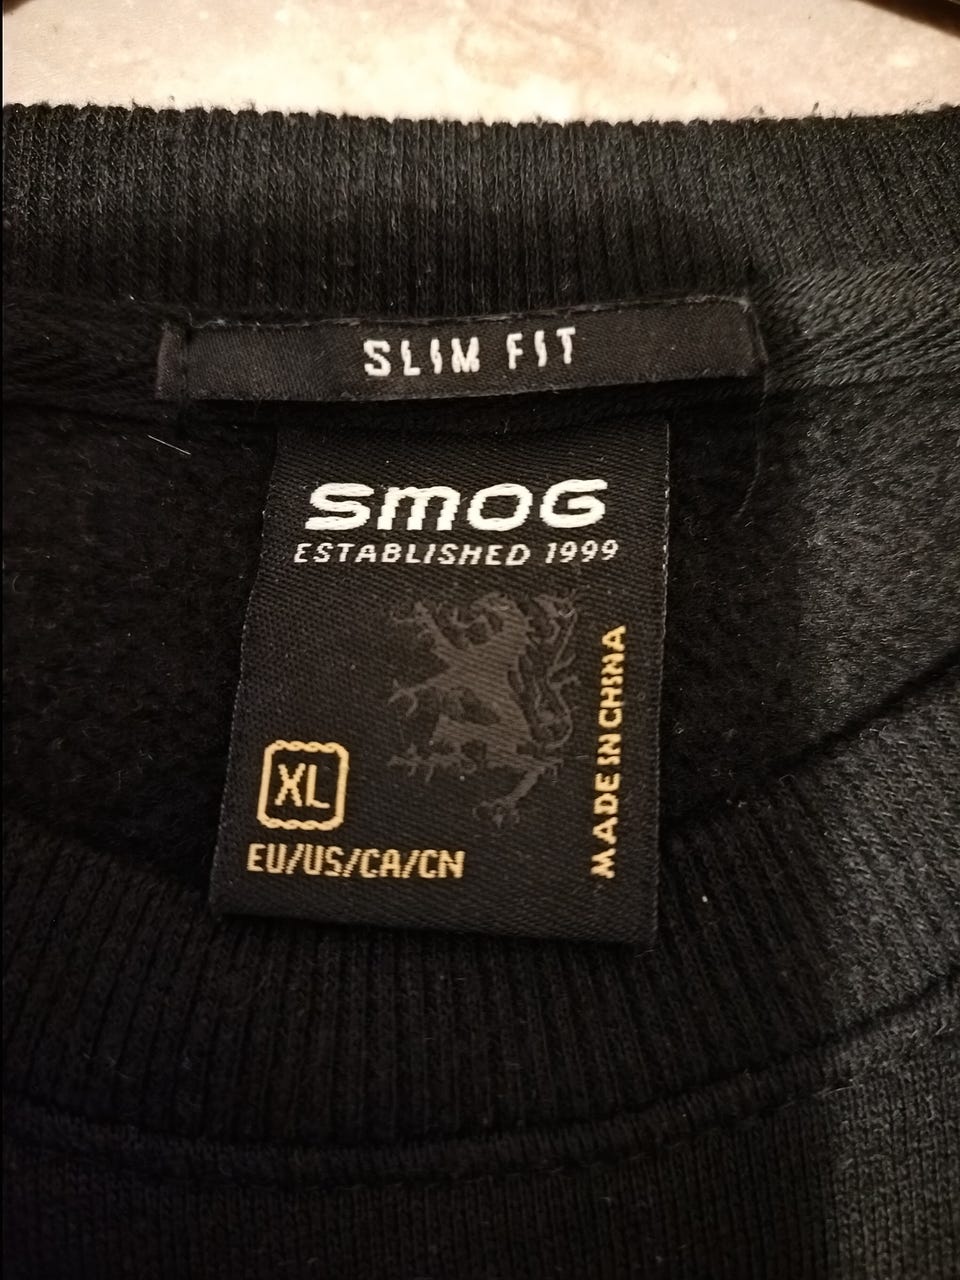 SLIM FIT
SMOG
ESTABLISHED 1999
MADE IN CHINA
XL
EU/US/CA/CN